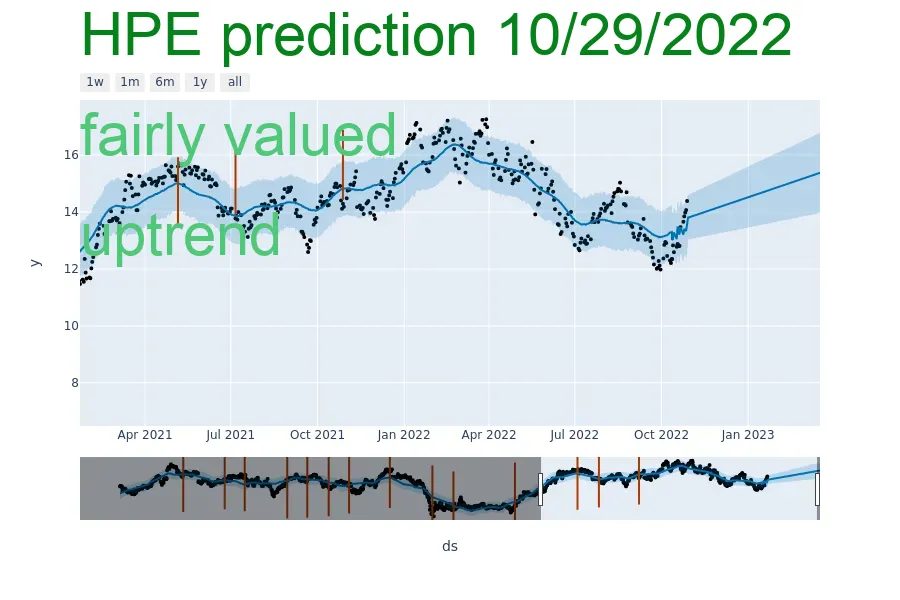 HPE prediction 10/29/2022
1w 1m 6m 1y all
fairly valued
16
14
uptrend
12
y
10
8
Apr 2021 Jul 2021 Oct 2021 Jan 2022 Apr 2022 Jul 2022 Oct 2022 Jan 2023
ds